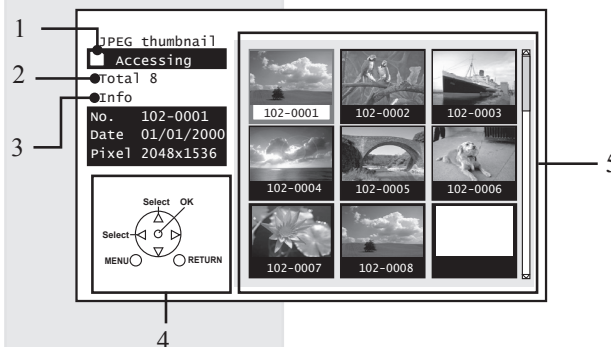 1
JPEG thumbnail
Accessing
2
Total 8
Info
3
No. 102-0001
Date 01/01/2000
Pixel 2048x1536
Select OK
Select
MENU
RETURN
4
102-0001 102-0002 102-0003
102-0004 102-0005 102-0006
102-0007 102-0008
5